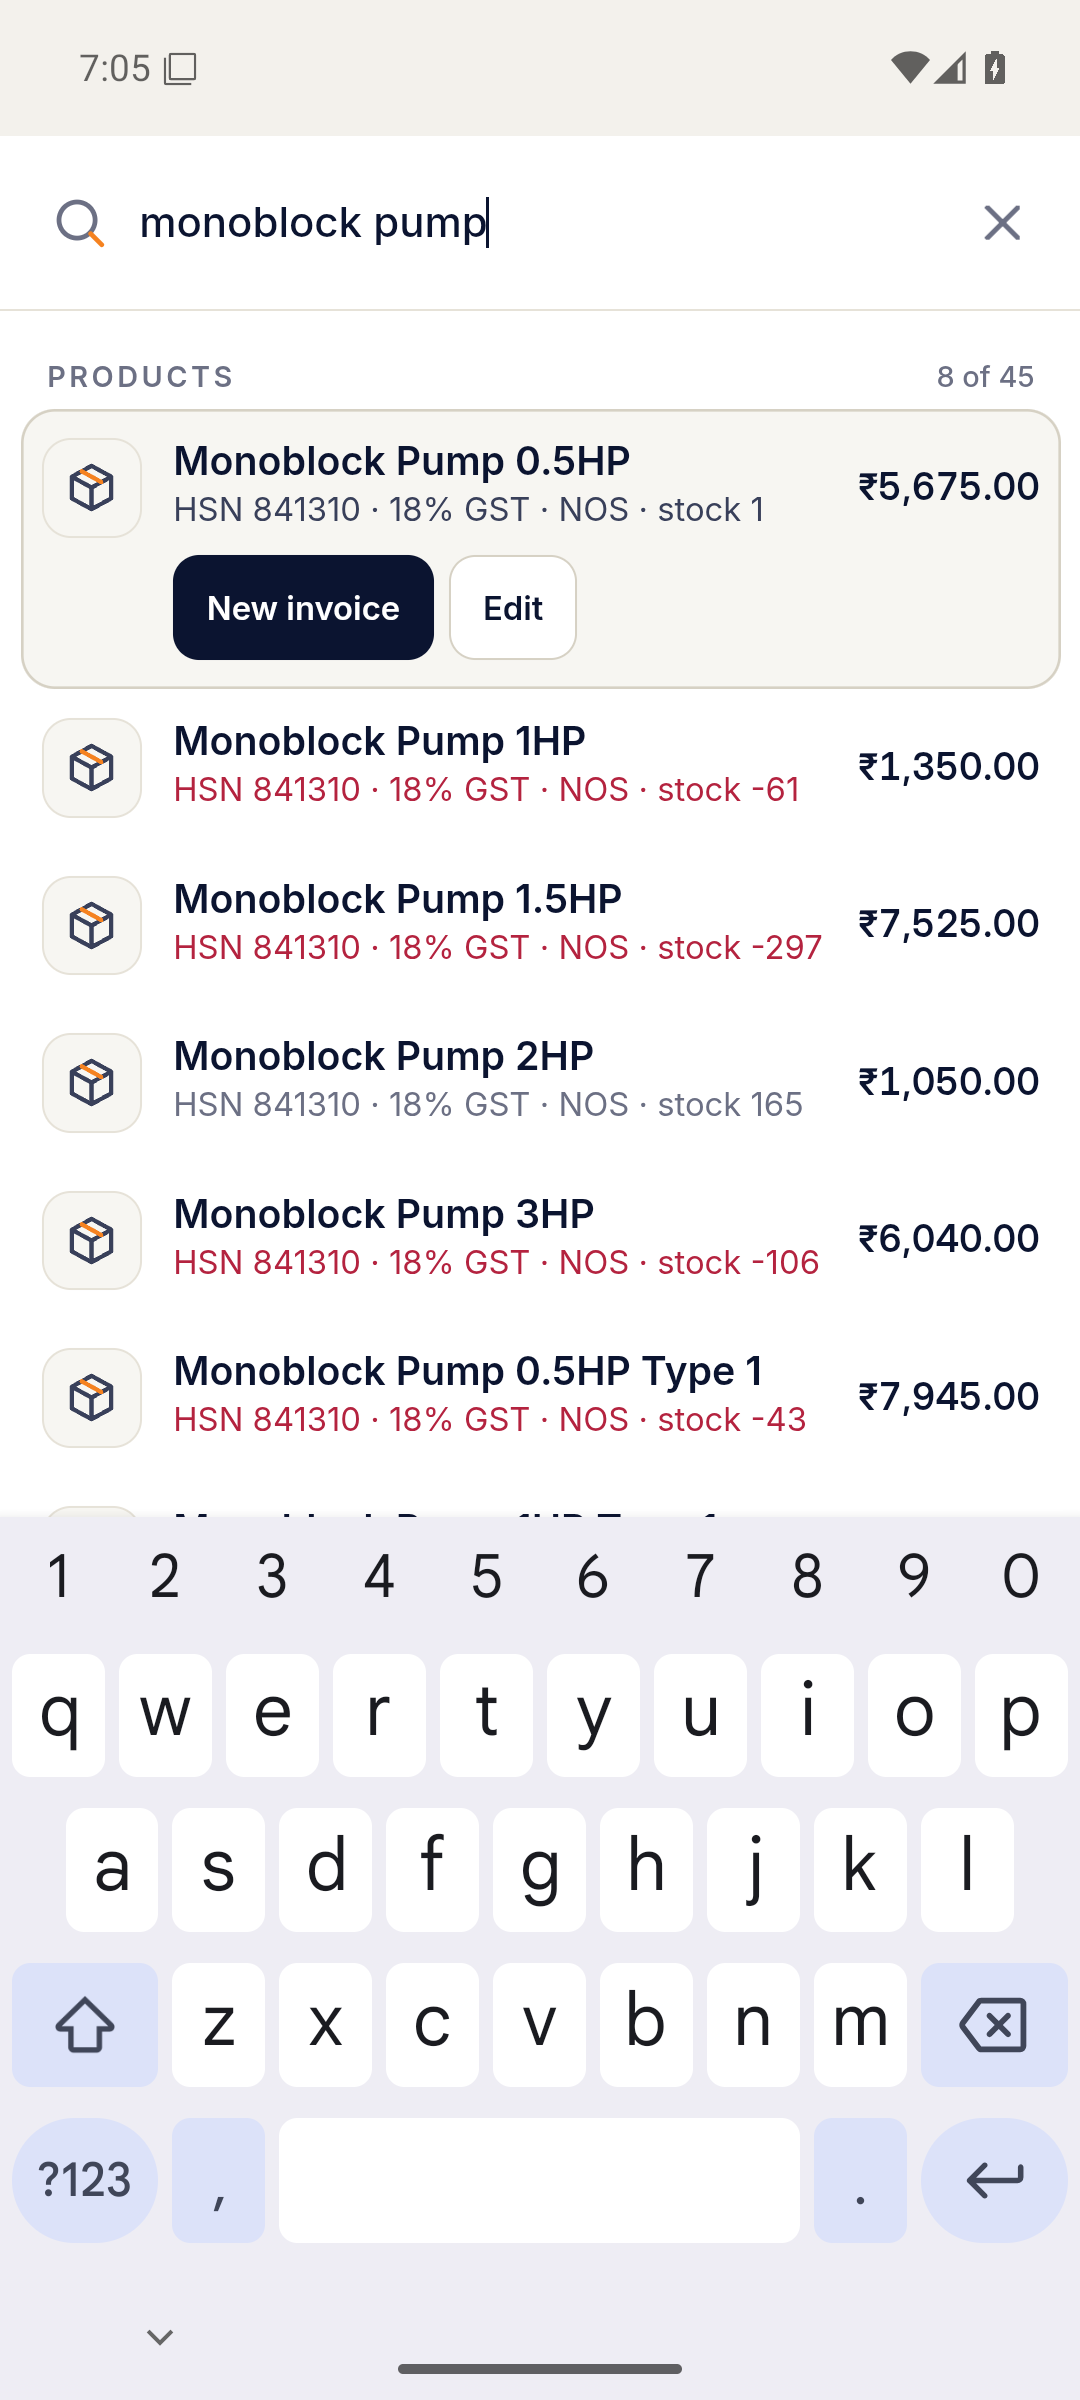 7:05
monoblock pump
PRODUCTS 8 of 45
Monoblock Pump 0.5HP
₹5,675.00
HSN 841310 · 18% GST · NOS · stock 1
New invoice Edit
Monoblock Pump 1HP
₹1,350.00
HSN 841310 · 18% GST · NOS · stock -61
Monoblock Pump 1.5HP
₹7,525.00
HSN 841310 · 18% GST · NOS · stock -297
Monoblock Pump 2HP
₹1,050.00
HSN 841310 · 18% GST · NOS · stock 165
Monoblock Pump 3HP
₹6,040.00
HSN 841310 · 18% GST · NOS · stock -106
Monoblock Pump 0.5HP Type 1
₹7,945.00
HSN 841310 · 18% GST · NOS · stock -43
1 2 3 4 5 6 7 8 9 0
q w e r t y u i o p
a s d f g h j k l
z x c v b n m
?123 , .